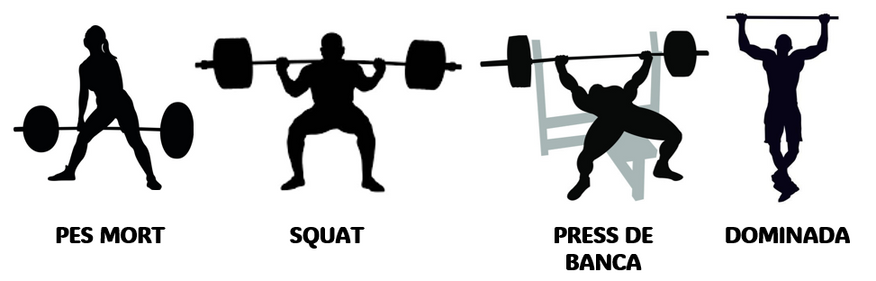 PES MORT
SQUAT
PRESS DE
BANCA
DOMINADA